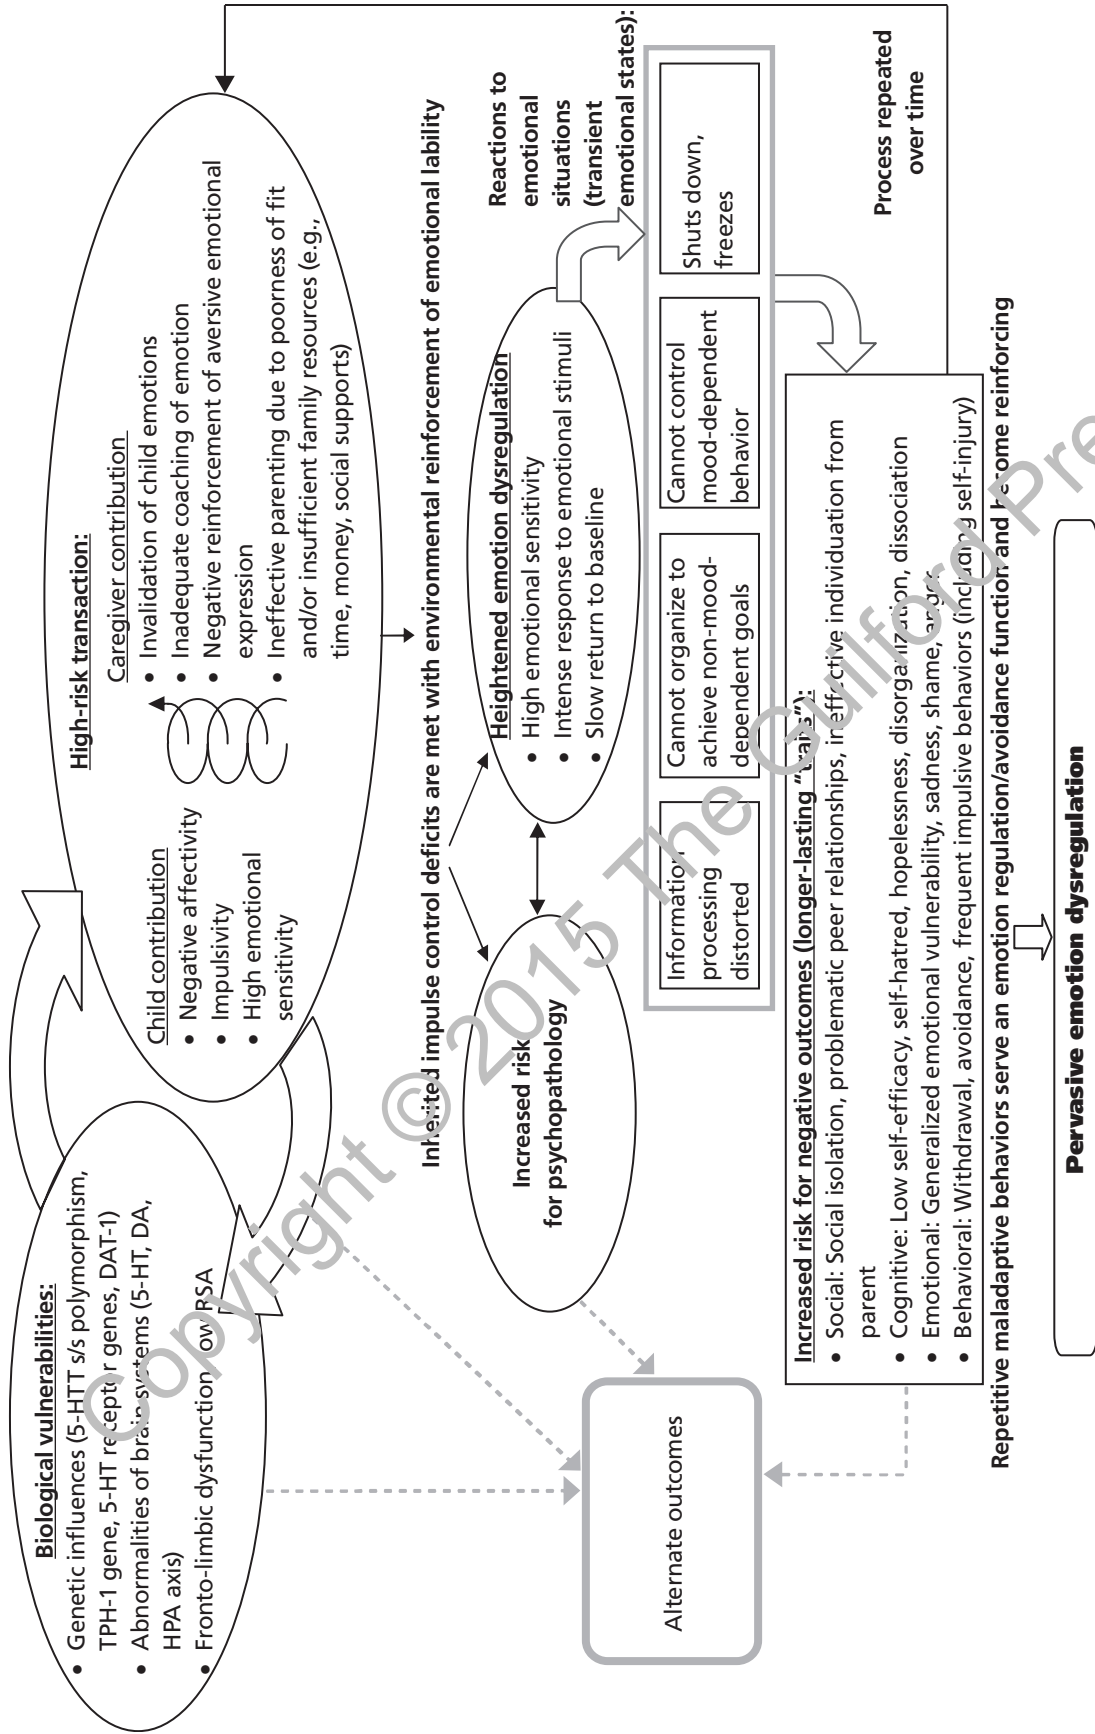 Biological vulnerabilities:
• Genetic influences (5-HTT s/s polymorphism,
TPH-1 gene, 5-HT receptor genes, DAT-1)
• Abnormalities of brain systems (5-HT, DA,
HPA axis)
• Fronto-limbic dysfunction low RSA
High-risk transaction:
Child contribution
• Negative affectivity
• Impulsivity
• High emotional
sensitivity
Caregiver contribution
• Invalidation of child emotions
• Inadequate coaching of emotion
• Negative reinforcement of aversive emotional
expression
• Ineffective parenting due to poorness of fit
and/or insufficient family resources (e.g.,
time, money, social supports)
Inherited impulse control deficits are met with environmental reinforcement of emotional lability
Increased risk
for psychopathology
Heightened emotion dysregulation
• High emotional sensitivity
• Intense response to emotional stimuli
• Slow return to baseline
Reactions to
emotional
situations
(transient
emotional states):
Information
processing
distorted
Cannot organize to
achieve non-mood-
dependent goals
Cannot control
mood-dependent
behavior
Shuts down,
freezes
Alternate outcomes
Increased risk for negative outcomes (longer-lasting "traits"):
• Social: Social isolation, problematic per relationships, ineffective individuation from
parent
• Cognitive: Low self-efficacy, self-hatred, hopelessness, disorganization, dissociation
• Emotional: Generalized emotional vulnerability, sadness, shame, anger
• Behavioral: Withdrawal, avoidance, frequent impulsive behaviors (including self-injury)
Process repeated
over time
Repetitive maladaptive behaviors serve an emotion regulation/avoidance function and become reinforcing
Pervasive emotion dysregulation
Copyright © 2015 The Guilford Pre